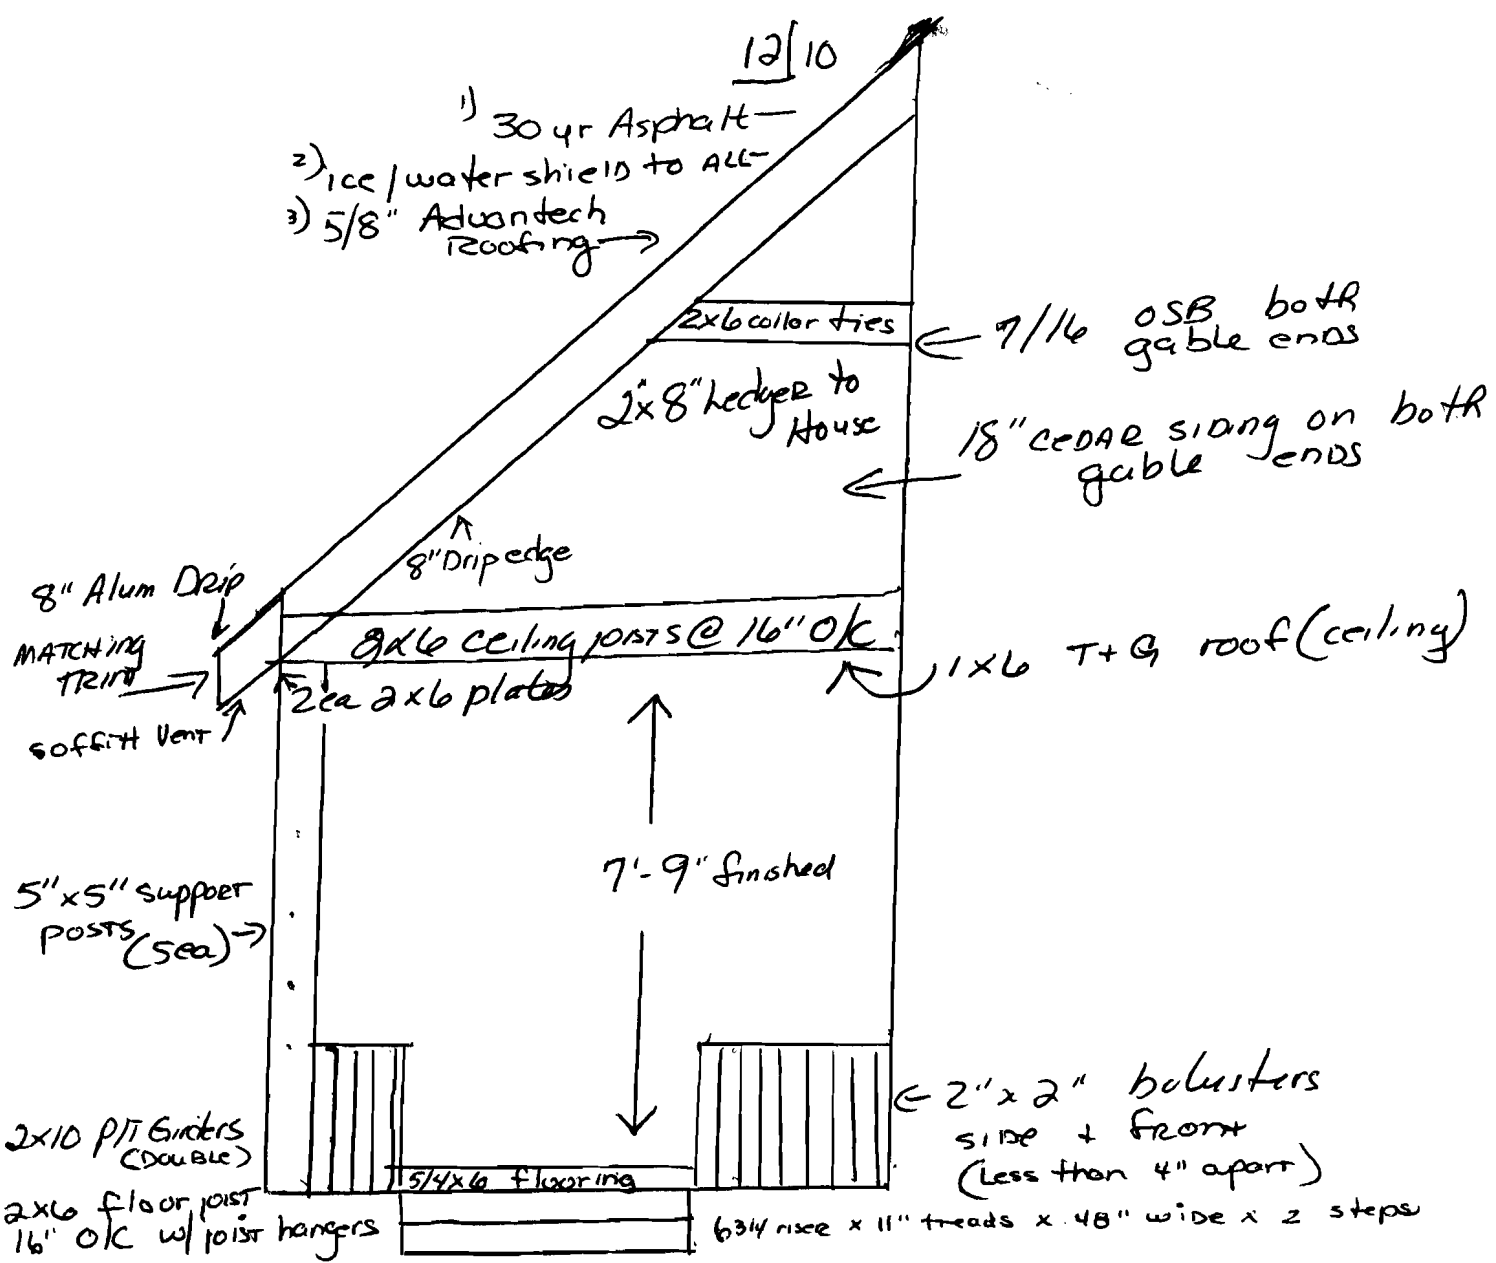 12/10
1) 30 yr Asphalt
2) ice/water shield to ALL
3) 5/8" Advantech
Roofing
2x6 collar ties
7/16 OSB both
gable ends
2"x8" Ledger to
House
18" CEDAR SIDING on both
gable ends
8" Drip edge
8" Alum Drip
MATCHING
TRIM
soffitt Vent
2x6 ceiling joists @ 16" O/C
1x6 T+G roof (ceiling)
2ea 2x6 plates
7'-9" finished
5"x5" support
posts
(5ea)
2"x2" balusters
side + front
(Less than 4" apart)
2x10 P/T Girders
(DOUBLE)
5/4x6 flooring
2x6 floor joist
16" O/C w/ joist hangers
6 3/4 riser x 11" treads x 48" wide x 2 steps